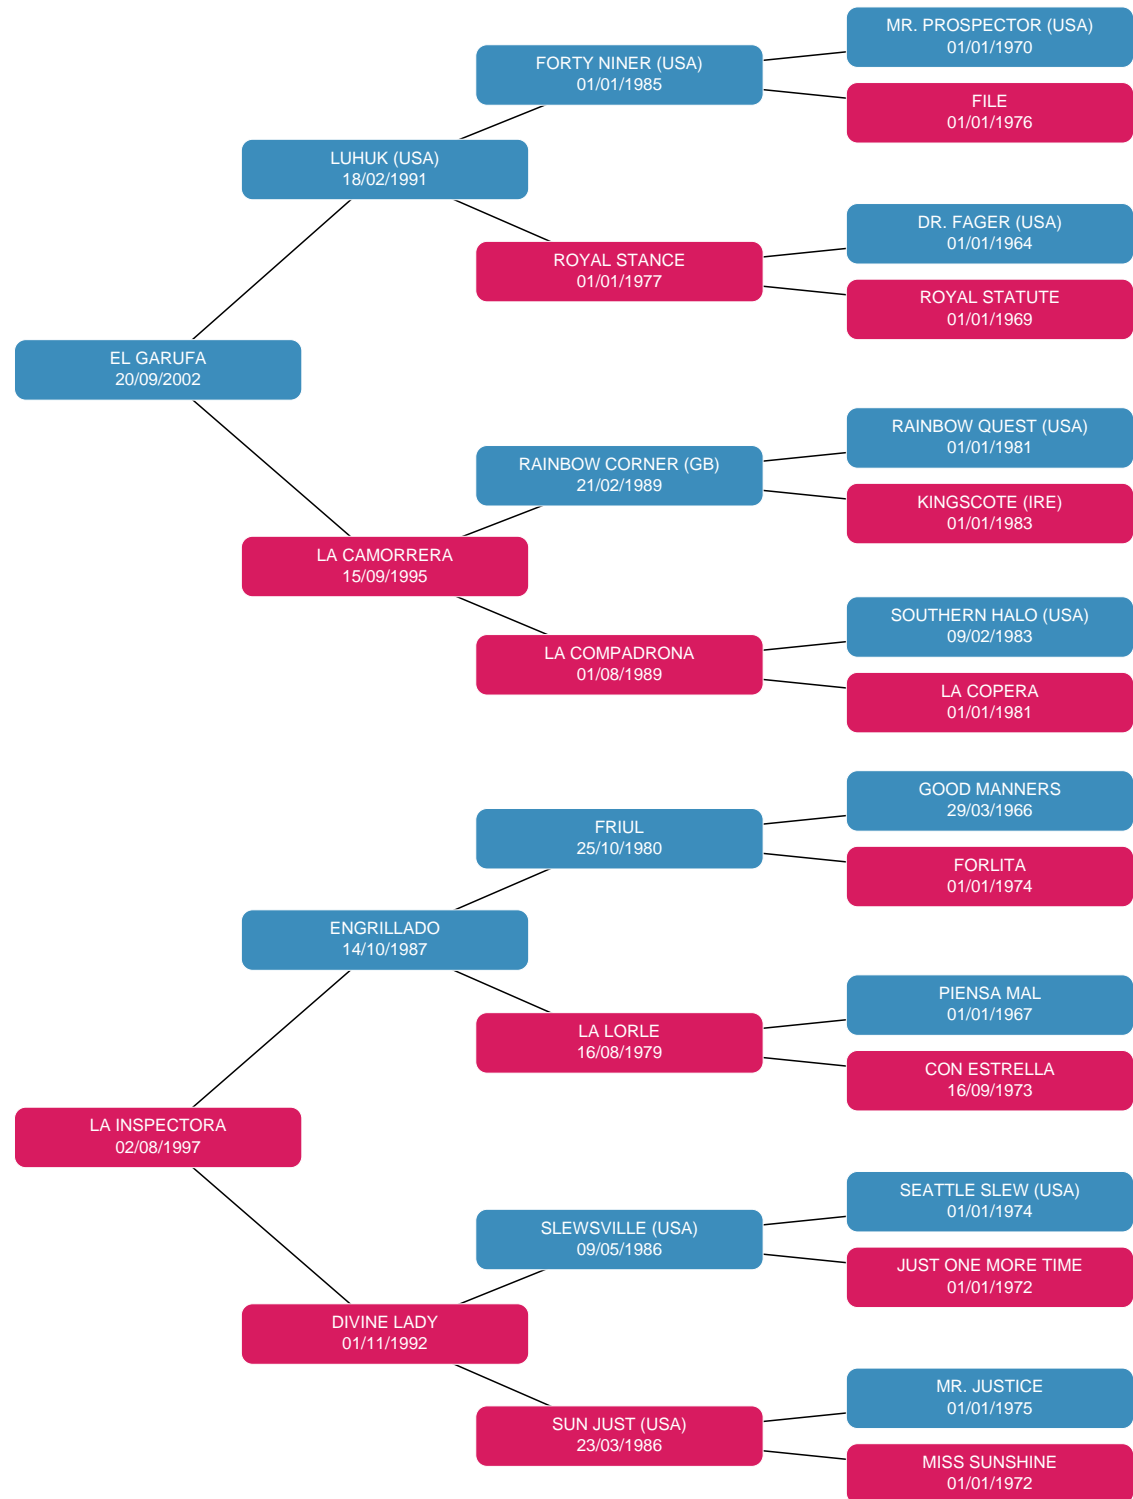 MR. PROSPECTOR (USA)
01/01/1970
FORTY NINER (USA)
01/01/1985
FILE
01/01/1976
LUHUK (USA)
18/02/1991
DR. FAGER (USA)
01/01/1964
ROYAL STANCE
01/01/1977
ROYAL STATUTE
01/01/1969
EL GARUFA
20/09/2002
RAINBOW QUEST (USA)
01/01/1981
RAINBOW CORNER (GB)
21/02/1989
KINGSCOTE (IRE)
01/01/1983
LA CAMORRERA
15/09/1995
SOUTHERN HALO (USA)
09/02/1983
LA COMPADRONA
01/08/1989
LA COPERA
01/01/1981
GOOD MANNERS
29/03/1966
FRIUL
25/10/1980
FORLITA
01/01/1974
ENGRILLADO
14/10/1987
PIENSA MAL
01/01/1967
LA LORLE
16/08/1979
CON ESTRELLA
16/09/1973
LA INSPECTORA
02/08/1997
SEATTLE SLEW (USA)
01/01/1974
SLEWSVILLE (USA)
09/05/1986
JUST ONE MORE TIME
01/01/1972
DIVINE LADY
01/11/1992
MR. JUSTICE
01/01/1975
SUN JUST (USA)
23/03/1986
MISS SUNSHINE
01/01/1972